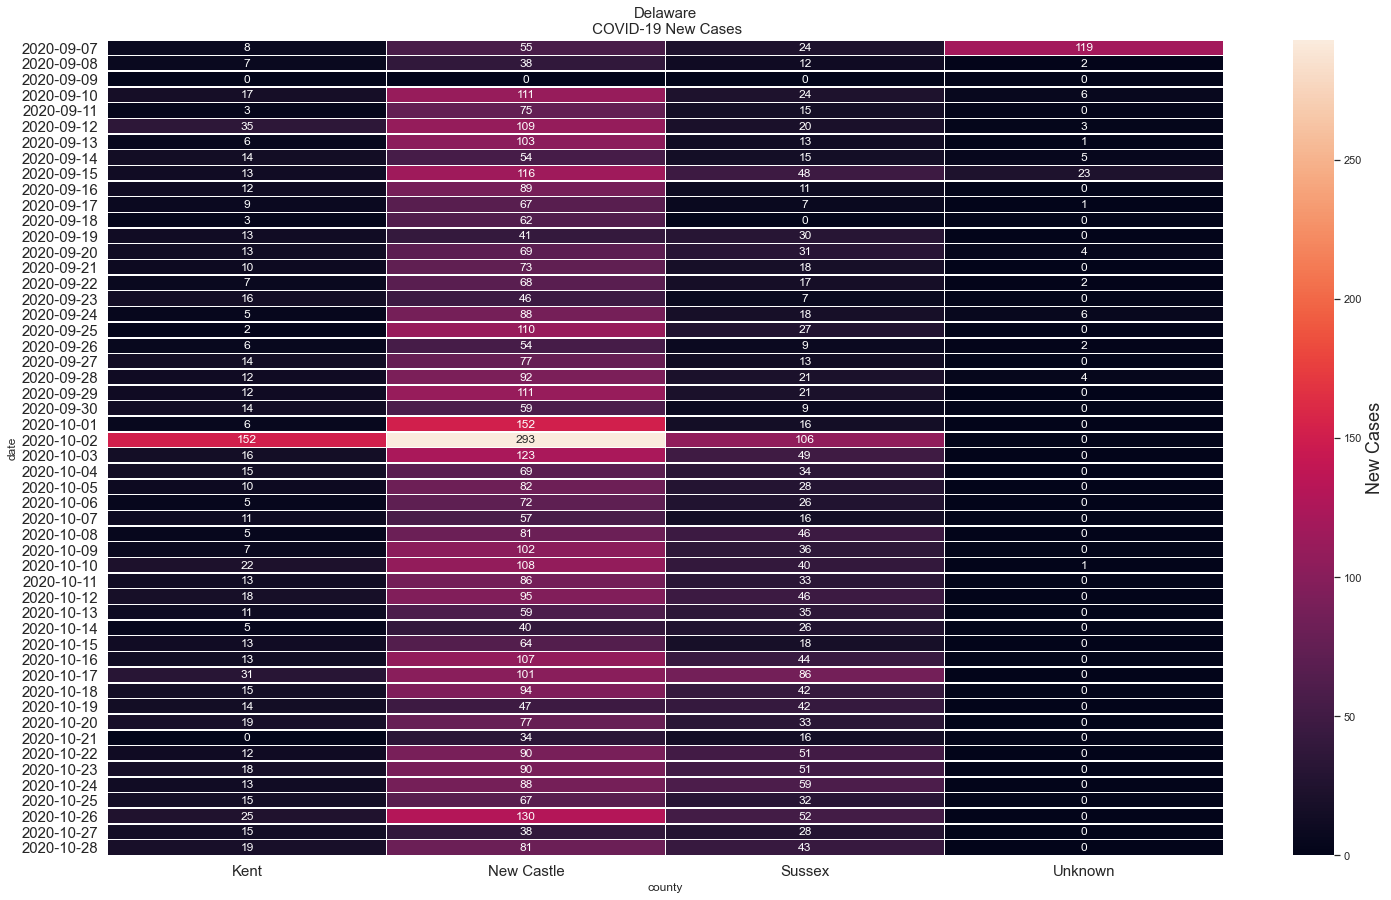 Delaware
COVID-19 New Cases
2020-09-07 8 55 24 119
2020-09-08 7 38 12 2
2020-09-09 0 0 0 0
2020-09-10 17 111 24 6
2020-09-11 3 75 15 0
2020-09-12 35 109 20 3
2020-09-13 6 103 13 1
2020-09-14 14 54 15 5
2020-09-15 13 116 48 23
2020-09-16 12 89 11 0
2020-09-17 9 67 7 1
2020-09-18 3 62 0 0
2020-09-19 13 41 30 0
2020-09-20 13 69 31 4
2020-09-21 10 73 18 0
2020-09-22 7 68 17 2
2020-09-23 16 46 7 0
2020-09-24 5 88 18 6
2020-09-25 2 110 27 0
2020-09-26 6 54 9 2
2020-09-27 14 77 13 0
2020-09-28 12 92 21 4
2020-09-29 12 111 21 0
2020-09-30 14 59 9 0
2020-10-01 6 152 16 0
2020-10-02 152 293 106 0
2020-10-03 16 123 49 0
2020-10-04 15 69 34 0
2020-10-05 10 82 28 0
2020-10-06 5 72 26 0
2020-10-07 11 57 16 0
2020-10-08 5 81 46 0
2020-10-09 7 102 36 0
2020-10-10 22 108 40 1
2020-10-11 13 86 33 0
2020-10-12 18 95 46 0
2020-10-13 11 59 35 0
2020-10-14 5 40 26 0
2020-10-15 13 64 18 0
2020-10-16 13 107 44 0
2020-10-17 31 101 86 0
2020-10-18 15 94 42 0
2020-10-19 14 47 42 0
2020-10-20 19 77 33 0
2020-10-21 0 34 16 0
2020-10-22 12 90 51 0
2020-10-23 18 90 51 0
2020-10-24 13 88 59 0
2020-10-25 15 67 32 0
2020-10-26 25 130 52 0
2020-10-27 15 38 28 0
2020-10-28 19 81 43 0
date
Kent New Castle Sussex Unknown
county
250
200
150
100
50
0
New Cases